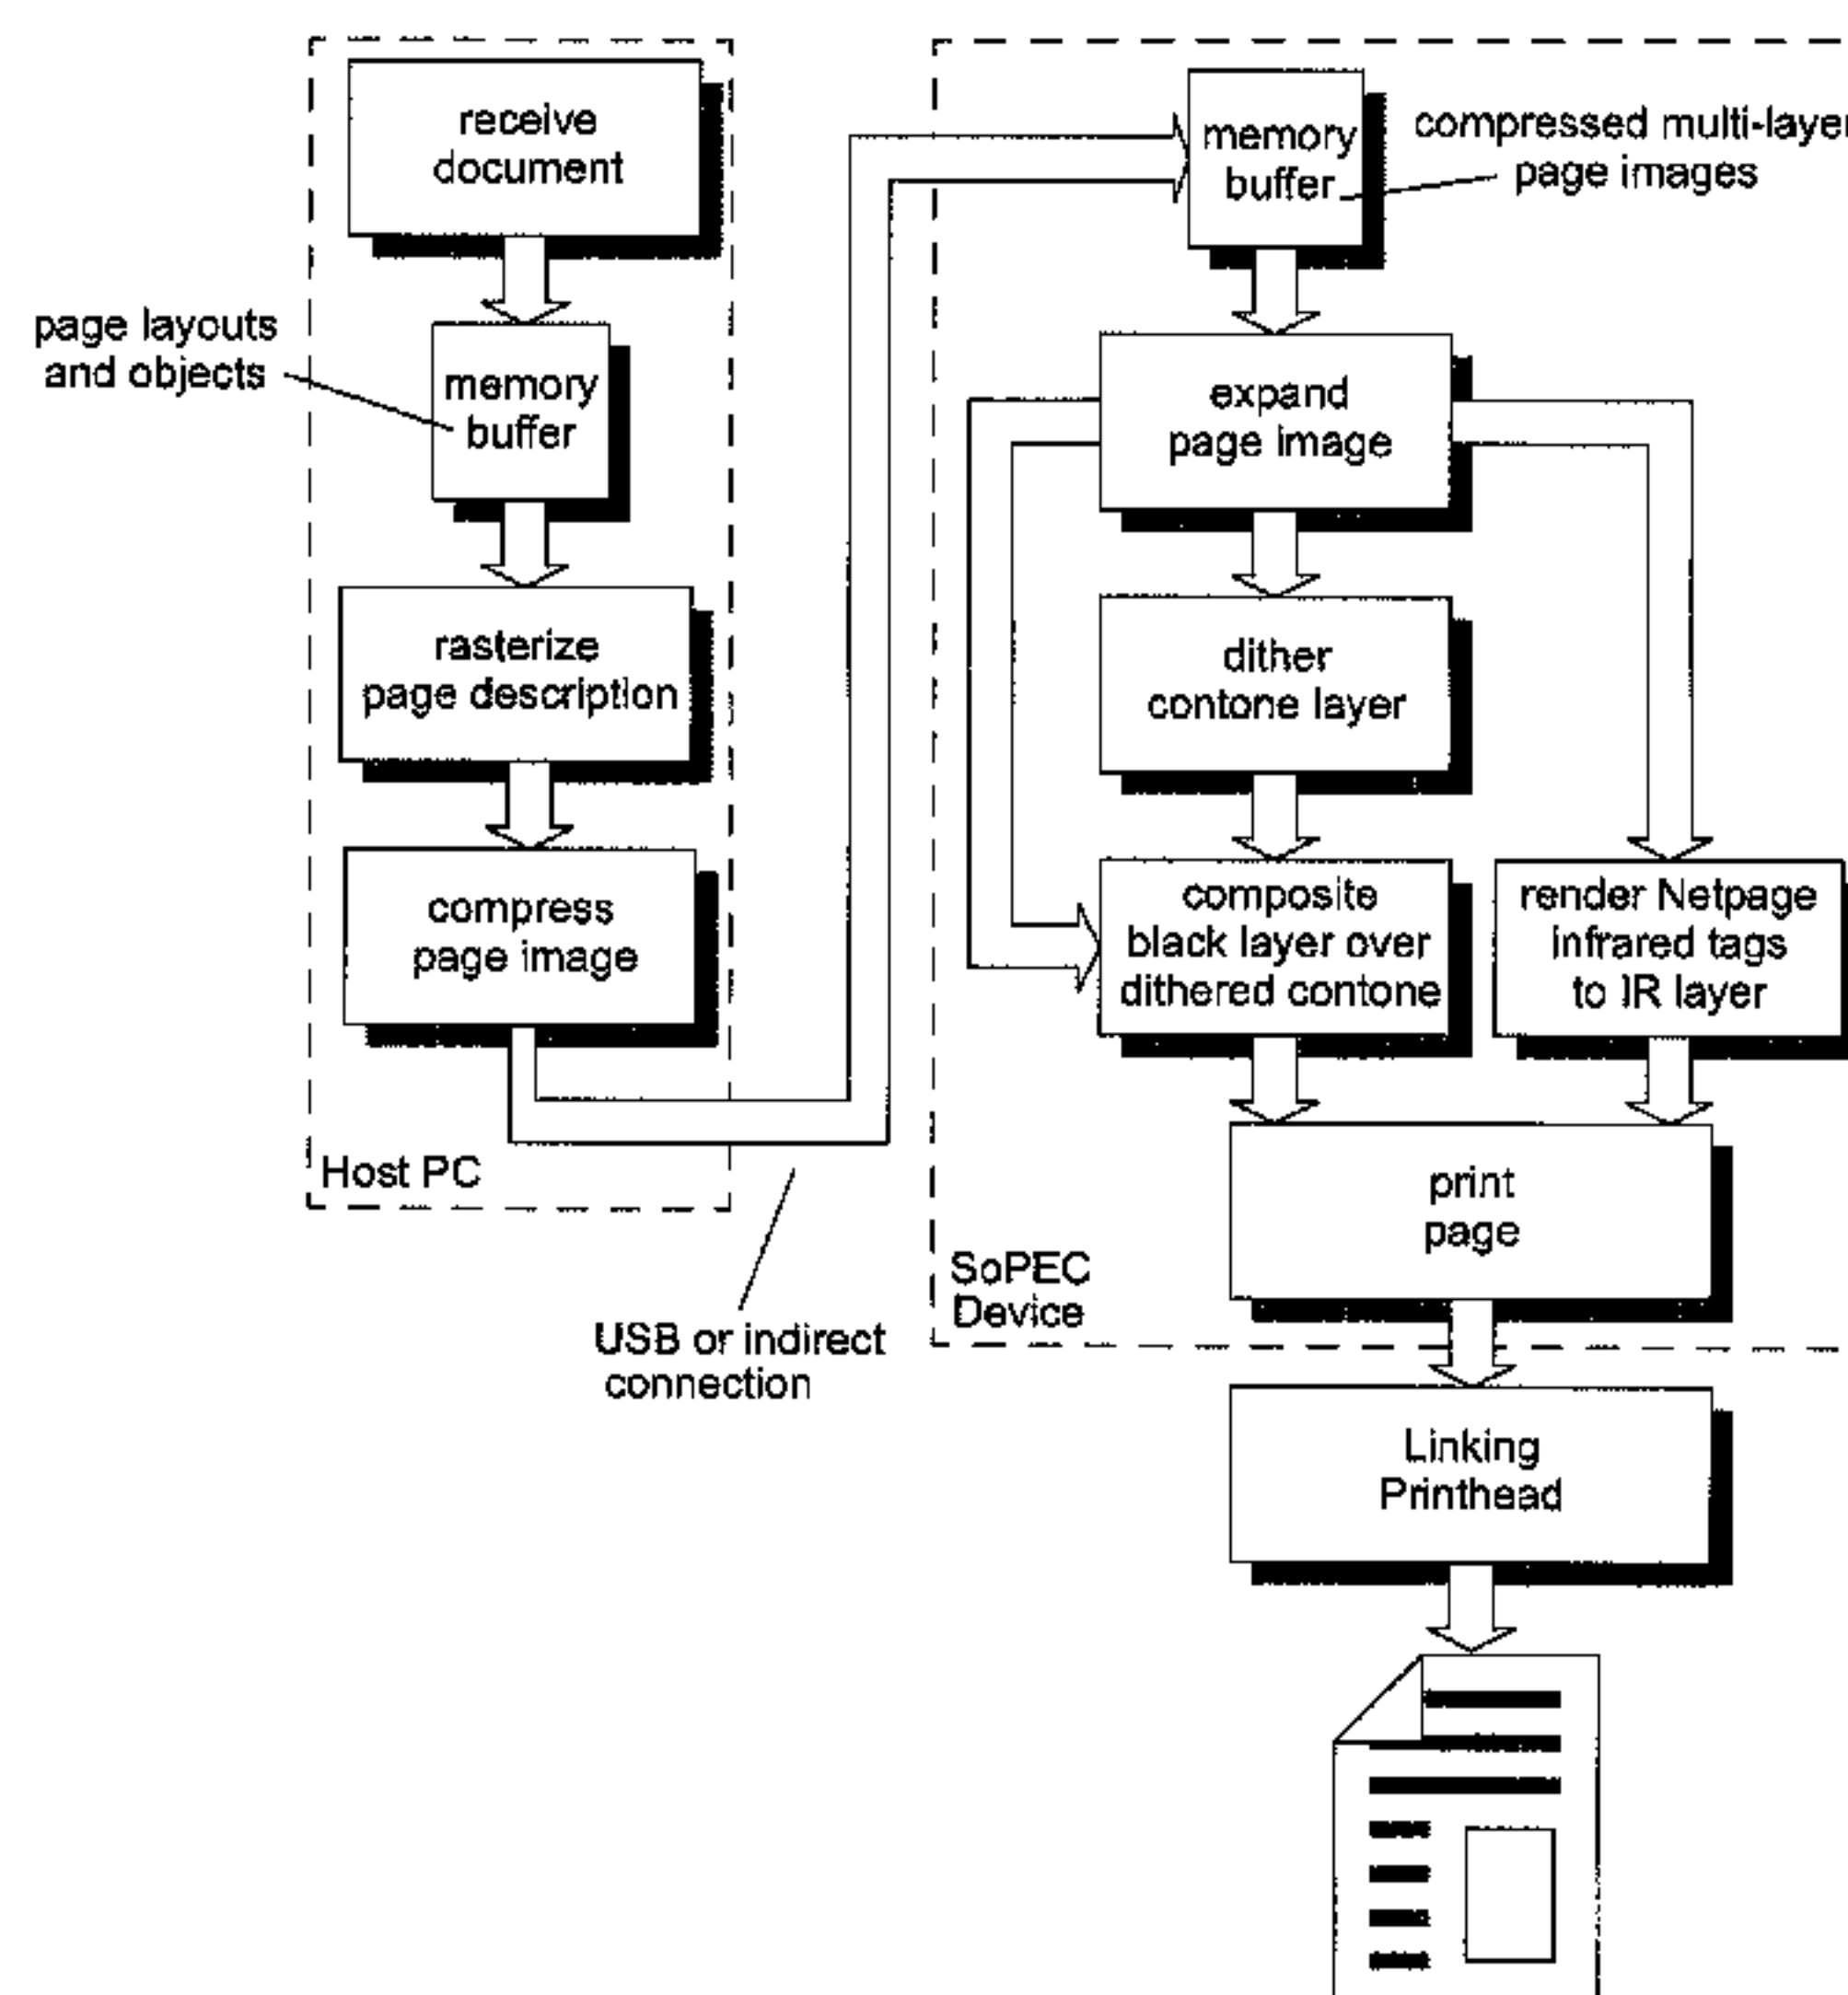 receive
document
page layouts
and objects
memory
buffer
rasterize
page description
compress
page image
Host PC
USB or indirect
connection
memory
buffer
compressed multi-layer
page images
expand
page image
dither
contone layer
composite
black layer over
dithered contone
render Netpage
infrared tags
to IR layer
print
page
SoPEC
Device
Linking
Printhead